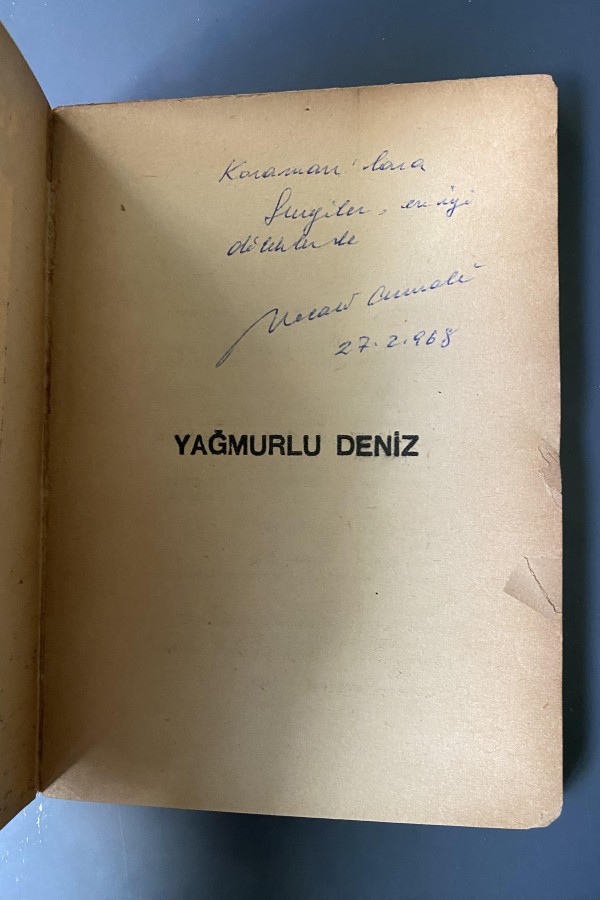 Karaman'lara
Sevgiler, en iyi
dileklerle
Necati Cumalı
27.2.968
YAĞMURLU DENİZ